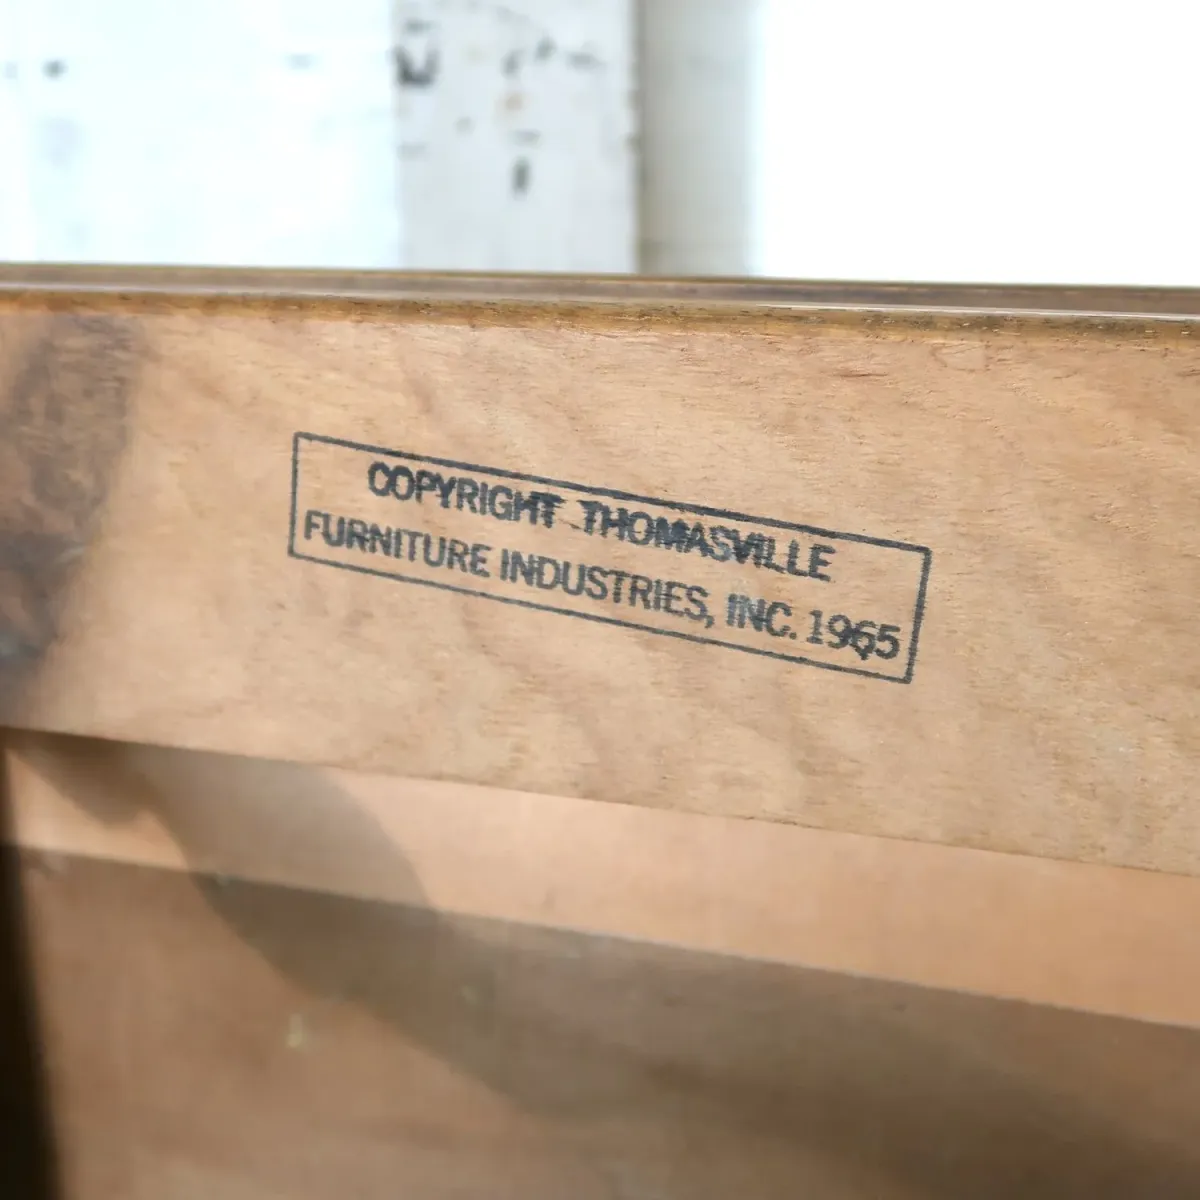 COPYRIGHT THOMASVILLE
FURNITURE INDUSTRIES, INC. 1965